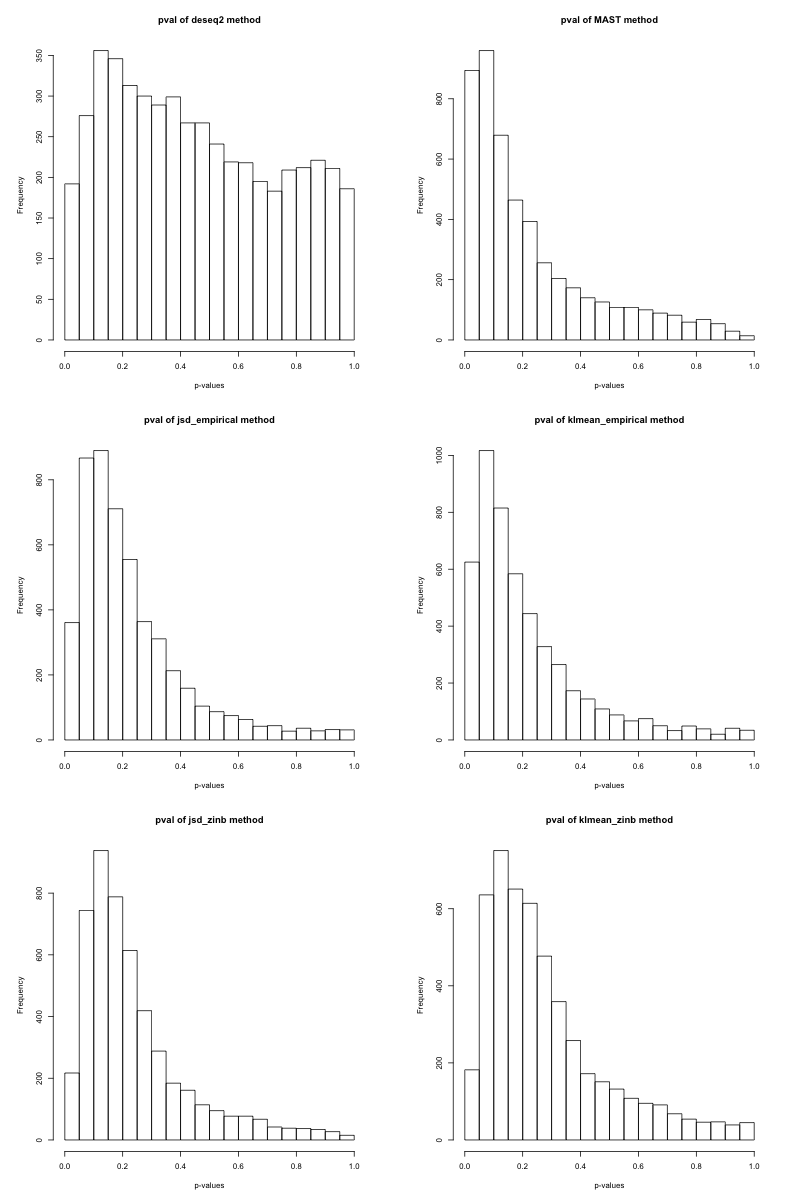 pval of deseq2 method
Frequency
350
300
250
200
150
100
50
0
0.0 0.2 0.4 0.6 0.8 1.0
p-values
pval of MAST method
Frequency
800
600
400
200
0
0.0 0.2 0.4 0.6 0.8 1.0
p-values
pval of jsd_empirical method
Frequency
800
600
400
200
0
0.0 0.2 0.4 0.6 0.8 1.0
p-values
pval of klmean_empirical method
Frequency
1000
800
600
400
200
0
0.0 0.2 0.4 0.6 0.8 1.0
p-values
pval of jsd_zinb method
Frequency
800
600
400
200
0
0.0 0.2 0.4 0.6 0.8 1.0
p-values
pval of klmean_zinb method
Frequency
600
400
200
0
0.0 0.2 0.4 0.6 0.8 1.0
p-values